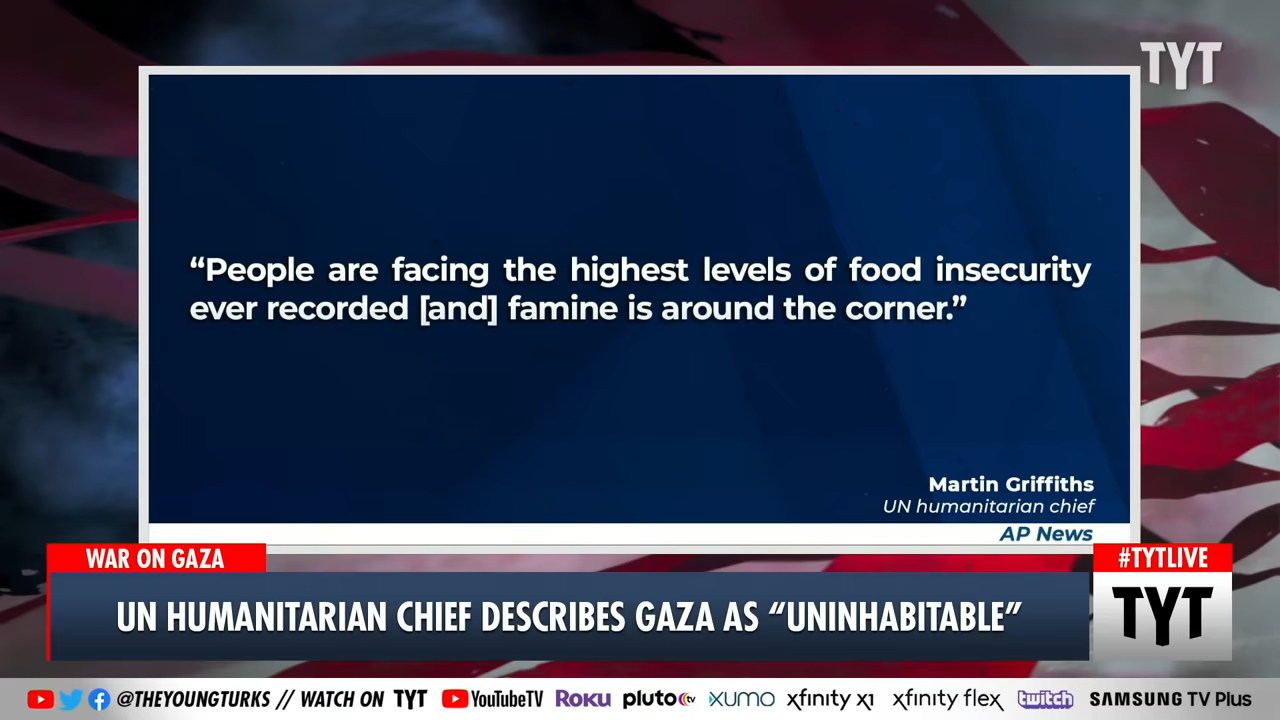 TYT
“People are facing the highest levels of food insecurity
ever recorded [and] famine is around the corner.”
Martin Griffiths
UN humanitarian chief
AP News
WAR ON GAZA
#TYTLIVE
UN HUMANITARIAN CHIEF DESCRIBES GAZA AS “UNINHABITABLE”
TYT
@THEYOUNGTURKS // WATCH ON TYT YouTubeTV ROKU pluto tv xumo xfinity x1 xfinity flex twitch SAMSUNG TV Plus